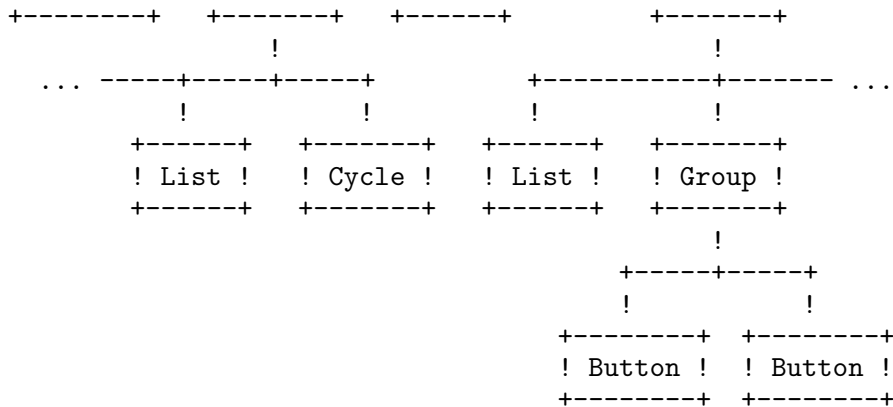 +--------+   +-------+   +------+         +-------+
                 !                            !
  ... -----+-----+-----+          +-----------+------- ...
           !           !          !           !
        +------+   +-------+   +------+   +-------+
        ! List !   ! Cycle !   ! List !   ! Group !
        +------+   +-------+   +------+   +-------+
                                              !
                                        +-----+-----+
                                        !           !
                                    +--------+  +--------+
                                    ! Button !  ! Button !
                                    +--------+  +--------+